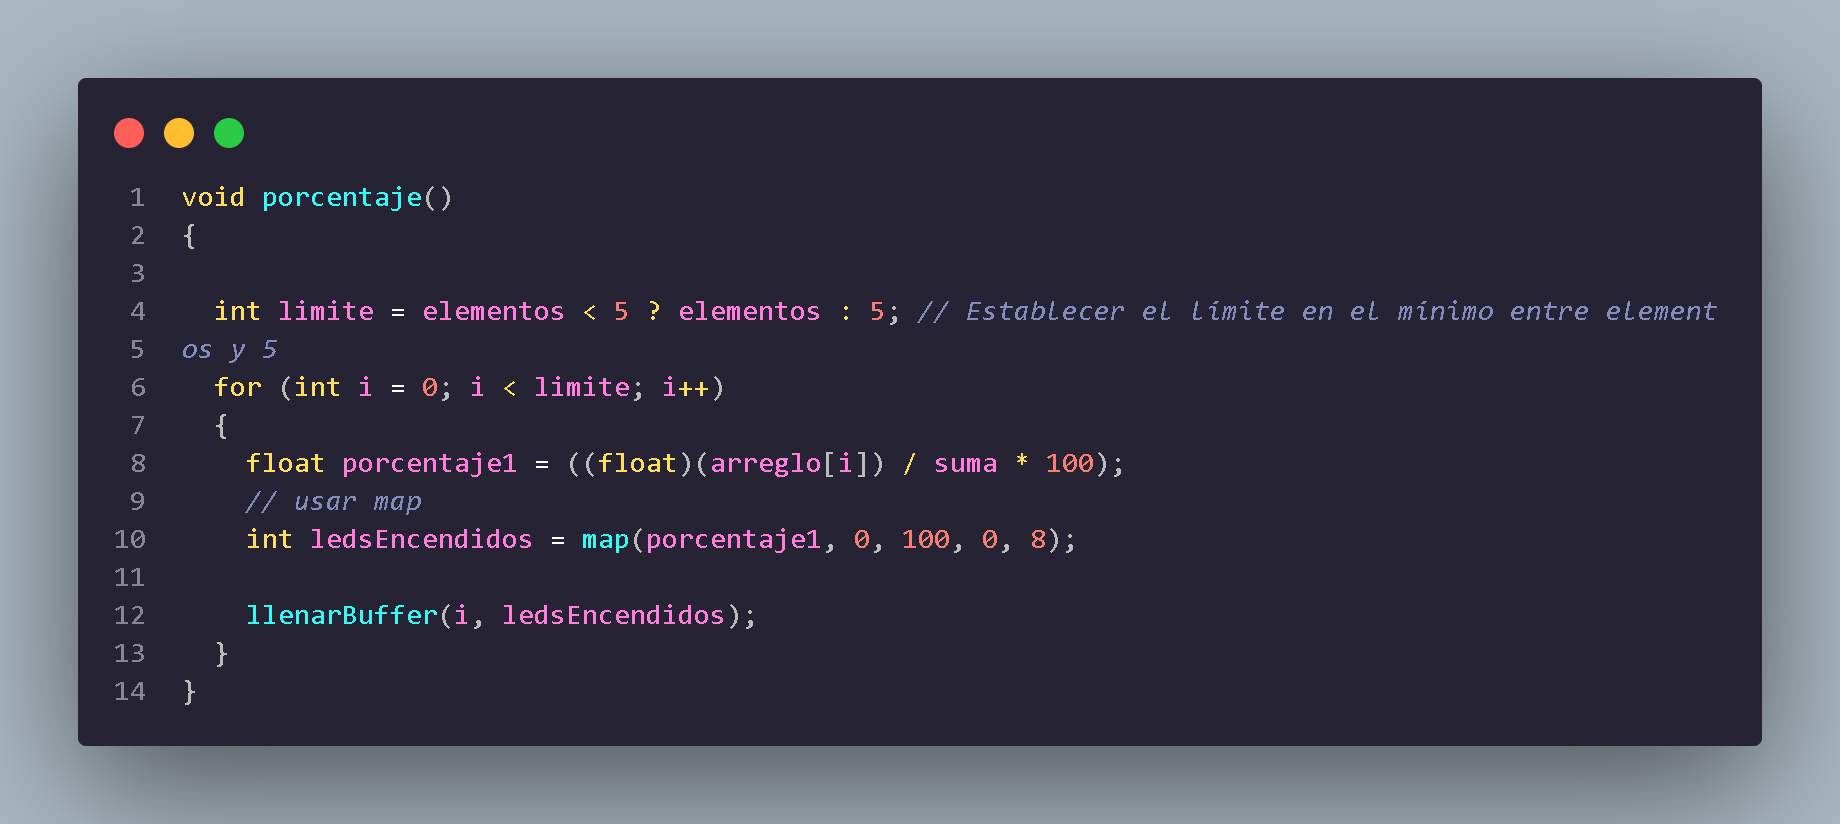 1 void porcentaje()
2 {
3
4   int limite = elementos < 5 ? elementos : 5; // Establecer el límite en el mínimo entre element
5 os y 5
6   for (int i = 0; i < limite; i++)
7   {
8     float porcentaje1 = ((float)(arreglo[i]) / suma * 100);
9     // usar map
10     int ledsEncendidos = map(porcentaje1, 0, 100, 0, 8);
11
12     llenarBuffer(i, ledsEncendidos);
13   }
14 }